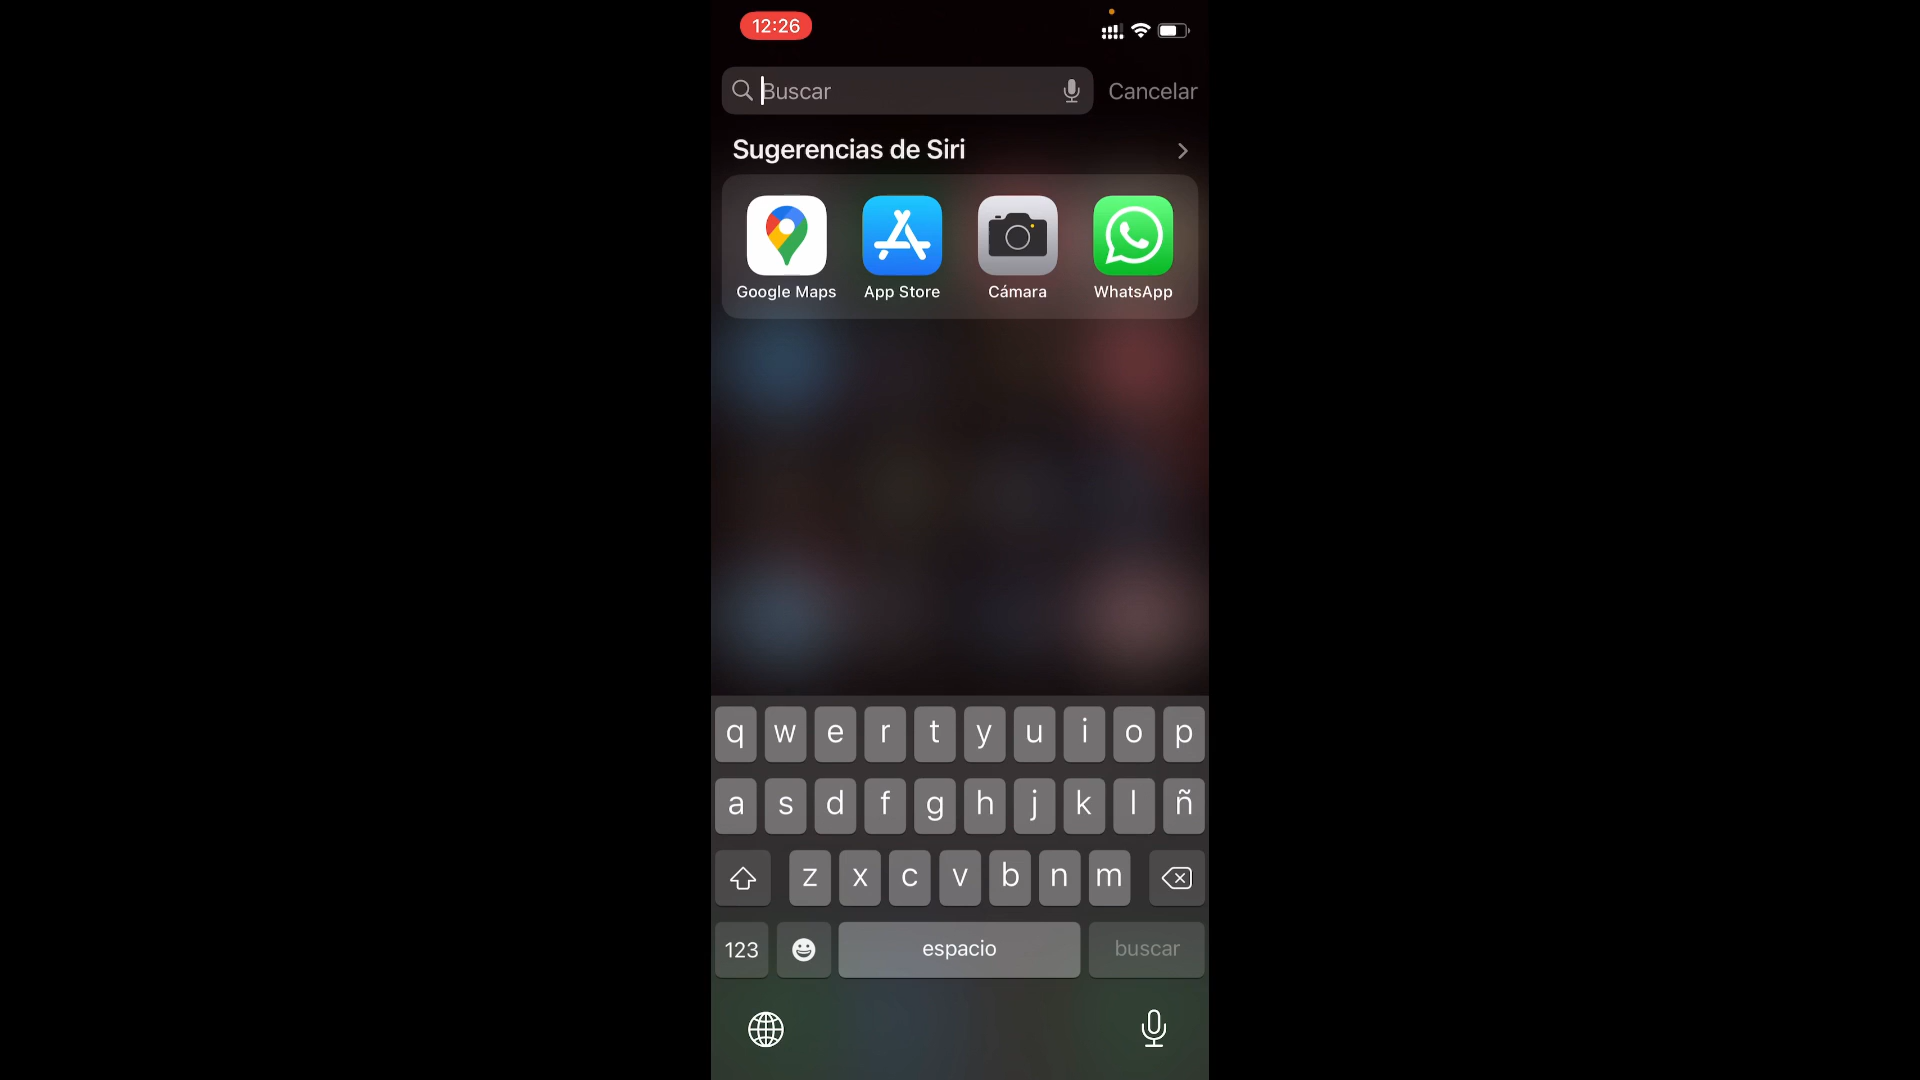 12:26
Buscar
Cancelar
Sugerencias de Siri
Google Maps
App Store
Cámara
WhatsApp
q w e r t y u i o p
a s d f g h j k l ñ
z x c v b n m
123
espacio
buscar